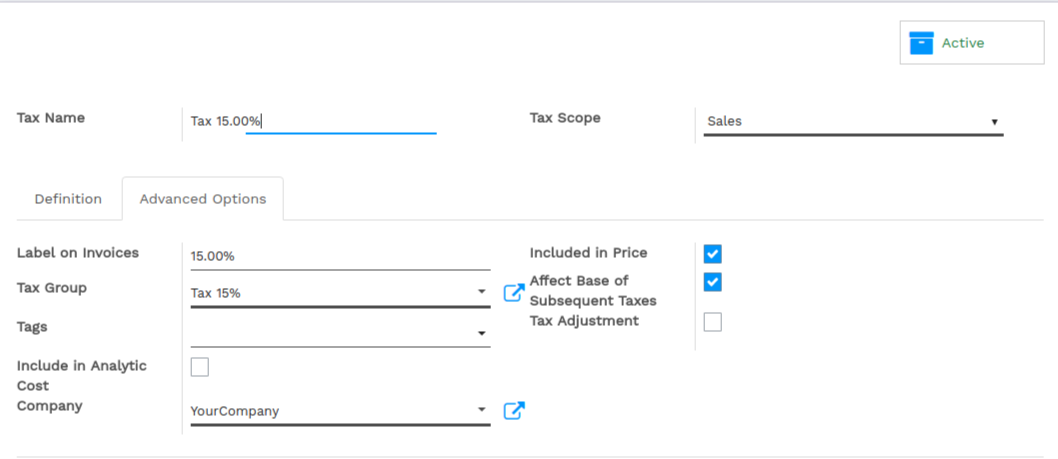 Active
Tax Name
Tax 15.00%
Tax Scope
Sales
Definition
Advanced Options
Label on Invoices
15.00%
Included in Price
Tax Group
Tax 15%
Affect Base of
Subsequent Taxes
Tags
Tax Adjustment
Include in Analytic
Cost
Company
YourCompany